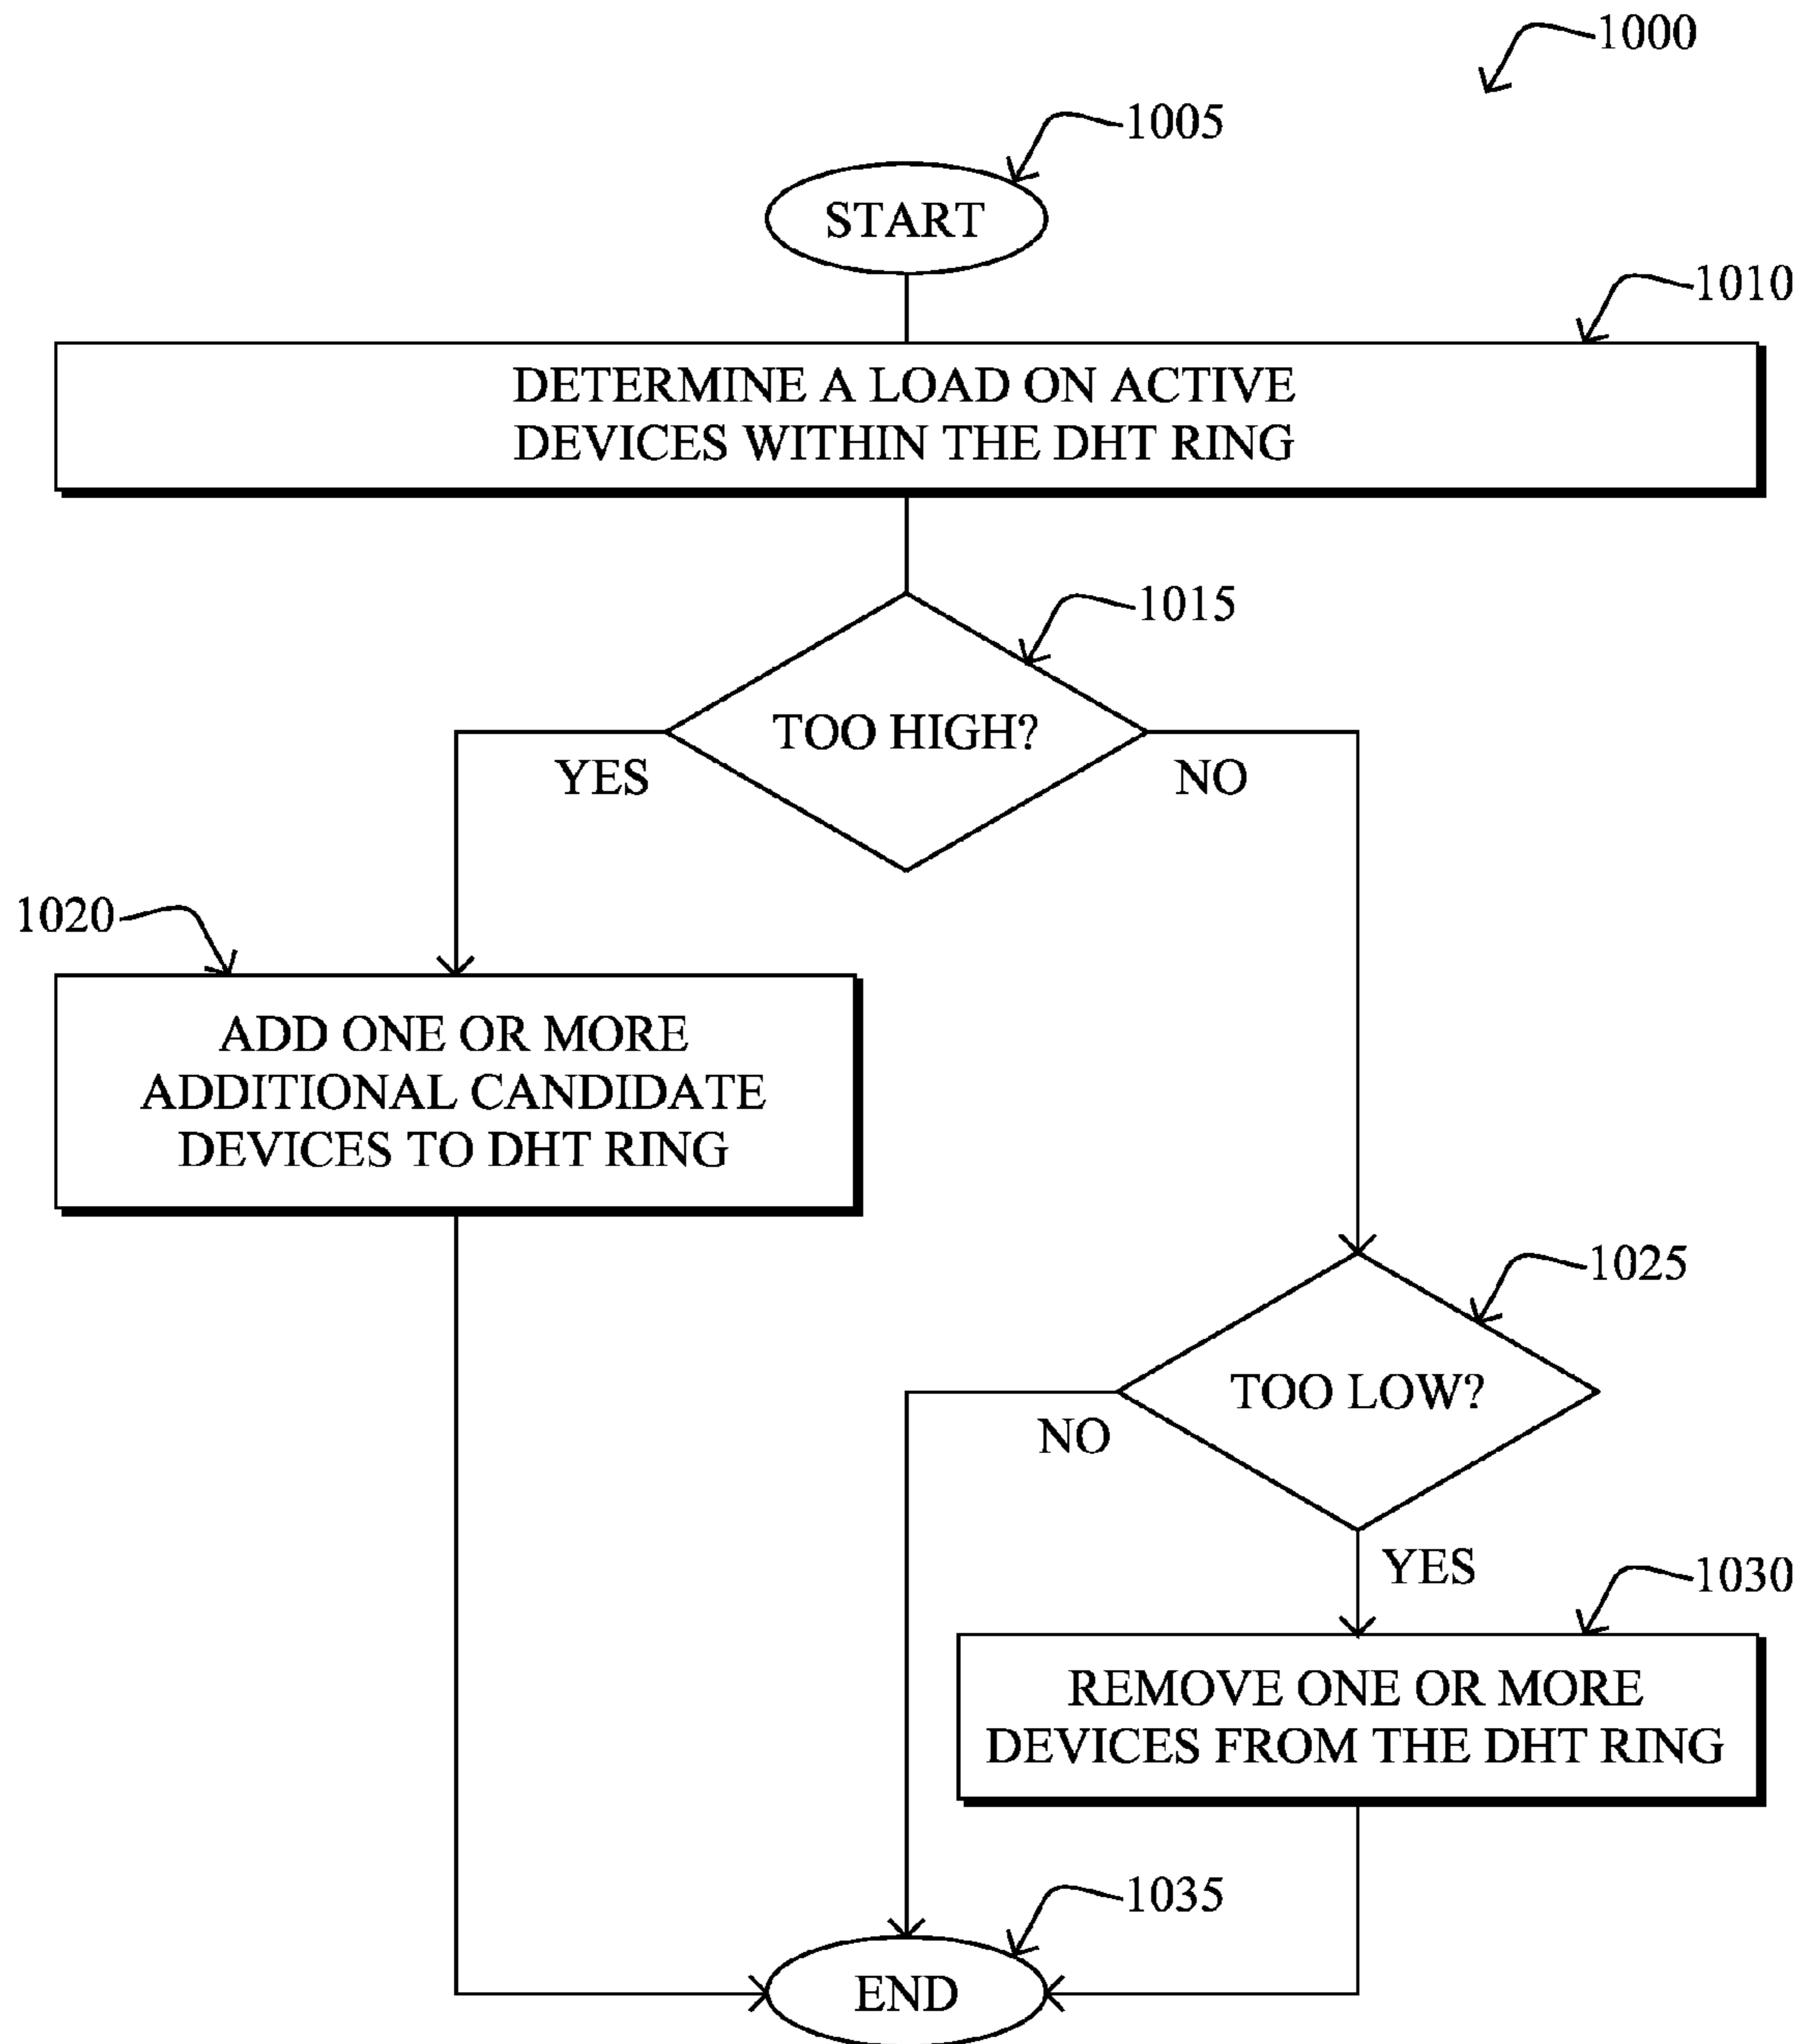 1000
1005
START
1010
DETERMINE A LOAD ON ACTIVE
DEVICES WITHIN THE DHT RING
1015
TOO HIGH?
YES
NO
1020
ADD ONE OR MORE
ADDITIONAL CANDIDATE
DEVICES TO DHT RING
1025
TOO LOW?
NO
YES
1030
REMOVE ONE OR MORE
DEVICES FROM THE DHT RING
1035
END